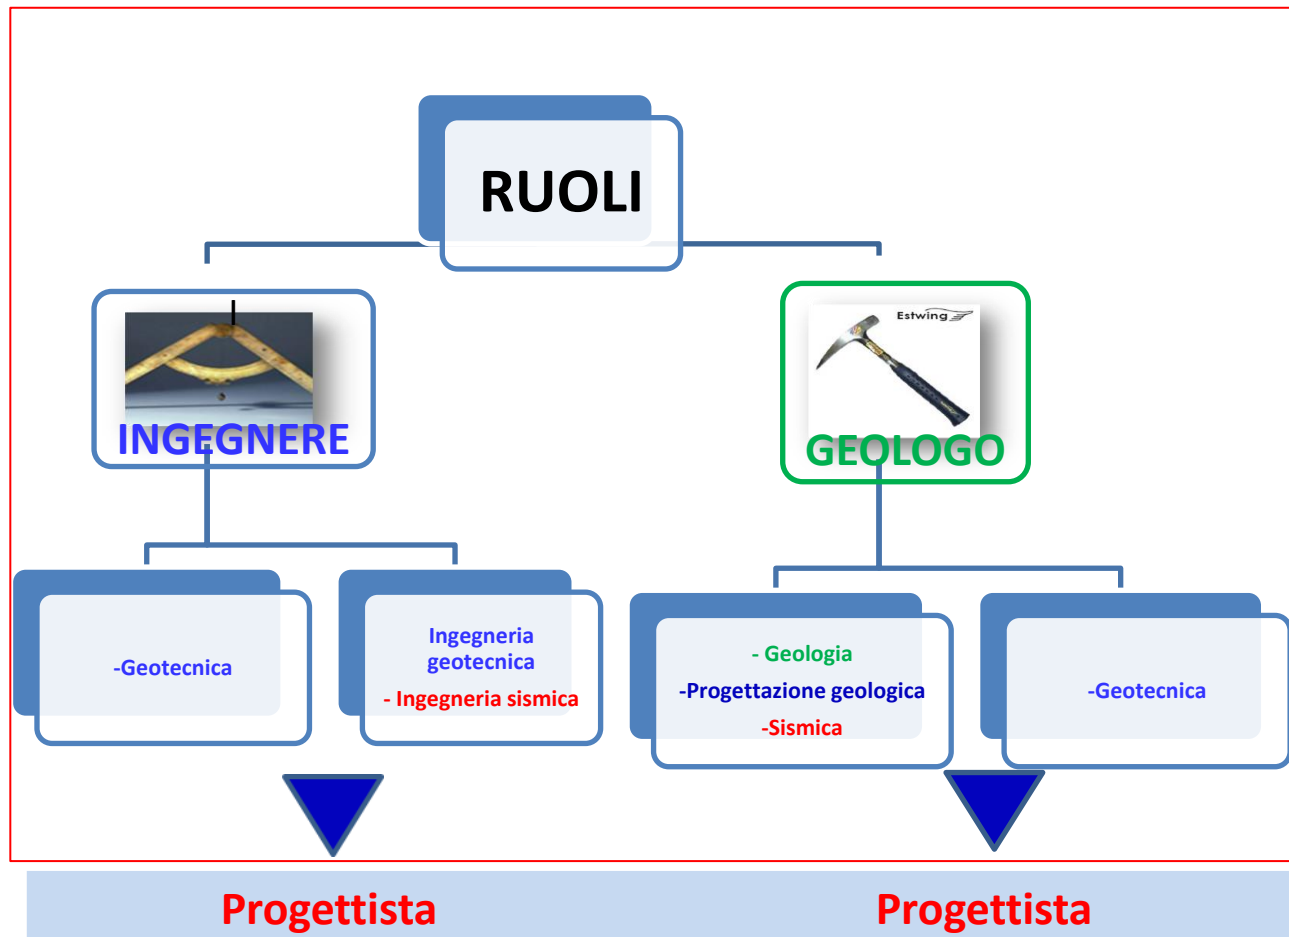 RUOLI
Estwing
INGEGNERE
GEOLOGO
-Geotecnica
Ingegneria
geotecnica
- Ingegneria sismica
- Geologia
-Progettazione geologica
-Sismica
-Geotecnica
Progettista
Progettista